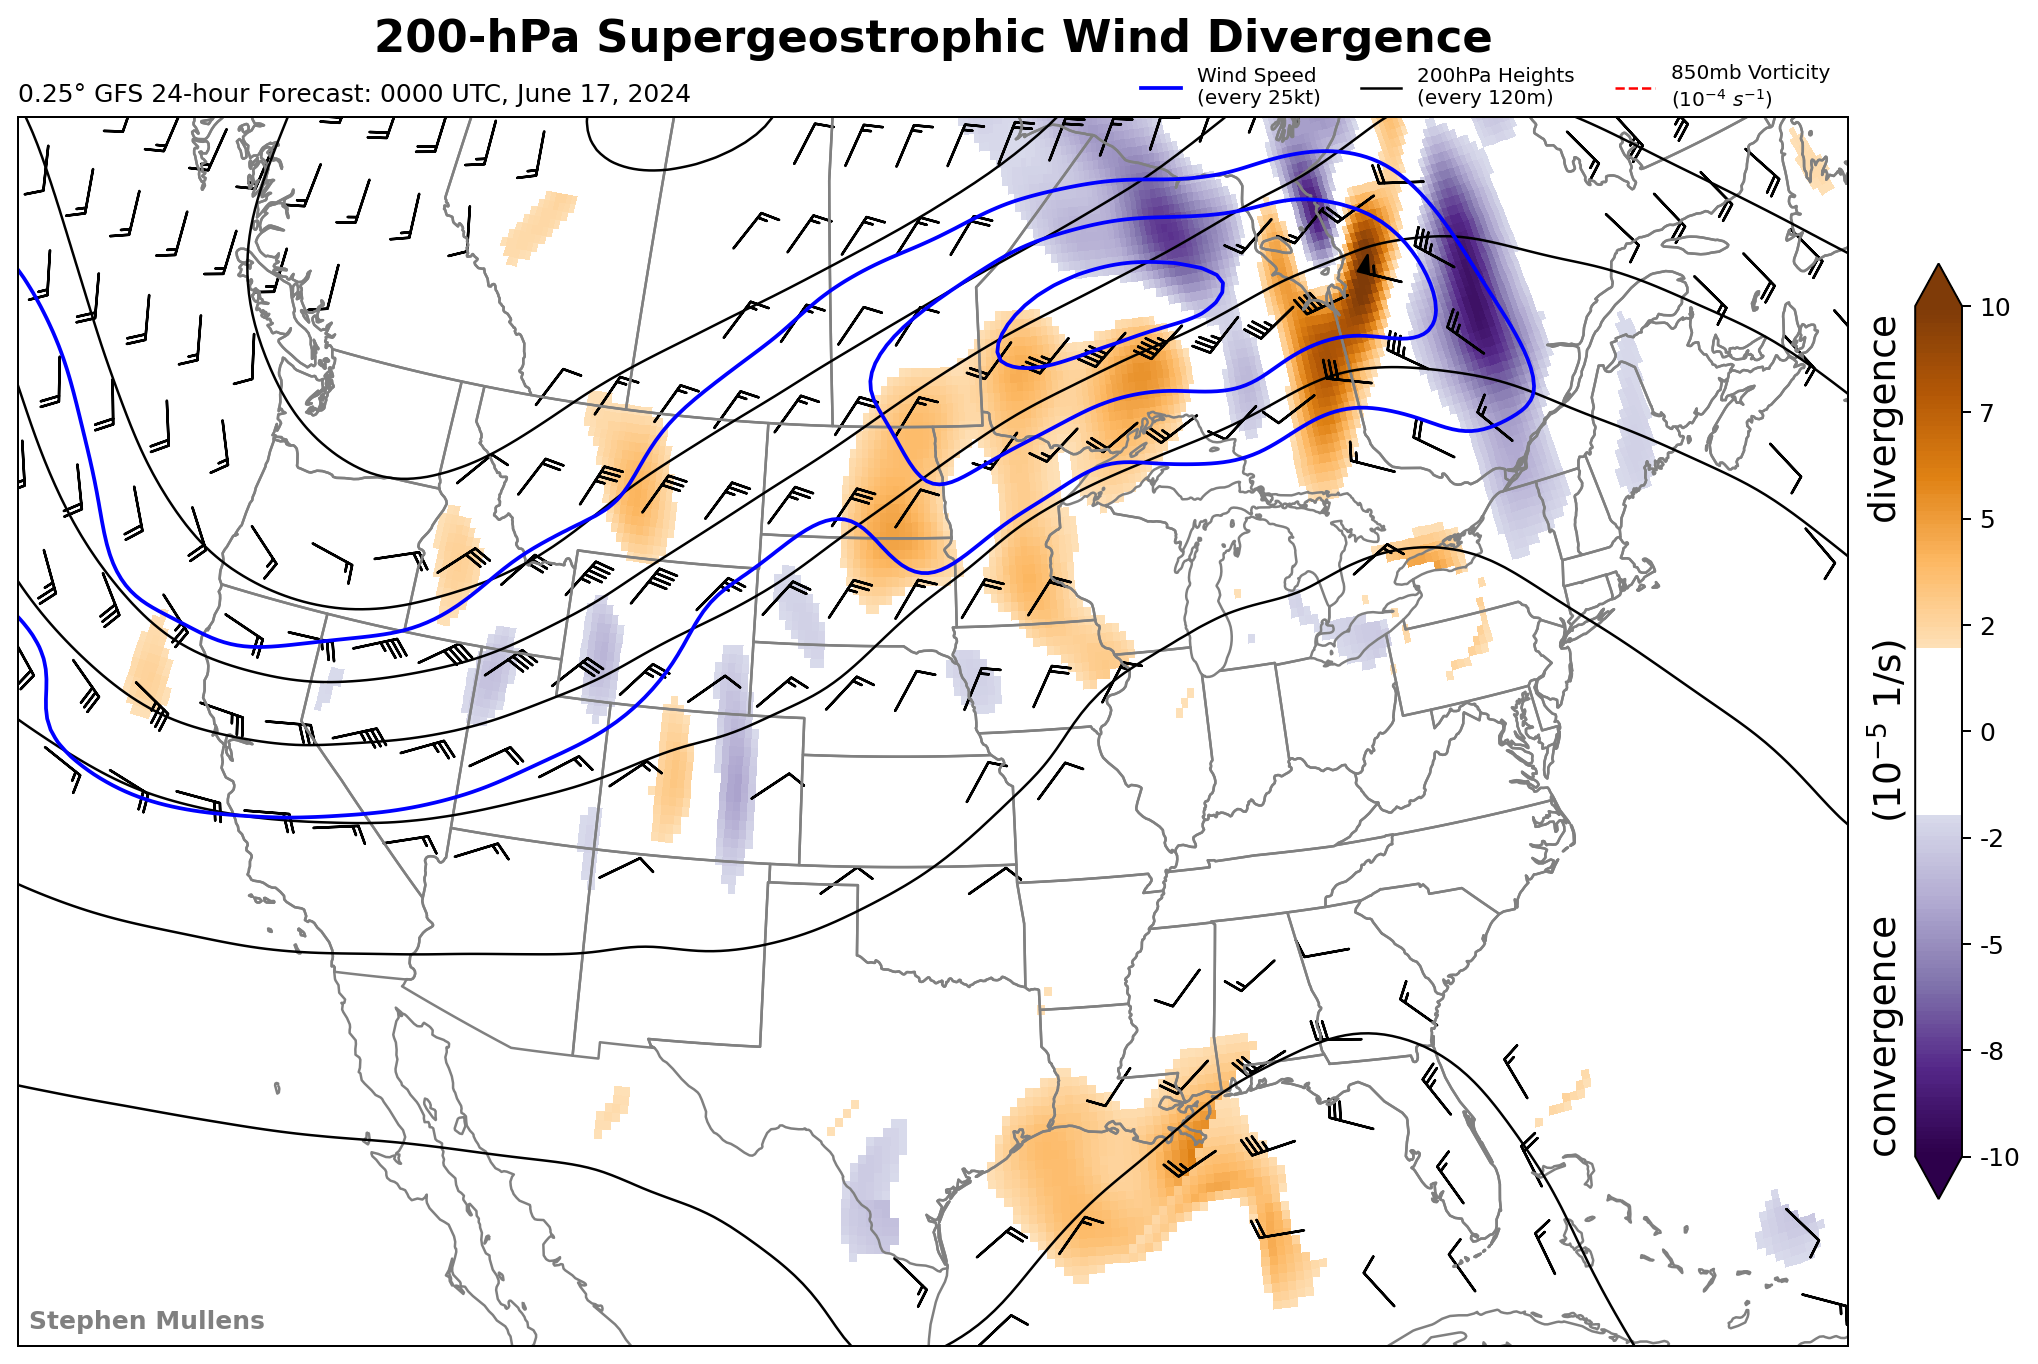 200-hPa Supergeostrophic Wind Divergence
0.25° GFS 24-hour Forecast: 0000 UTC, June 17, 2024
Wind Speed
(every 25kt)
200hPa Heights
(every 120m)
850mb Vorticity
(10⁻⁴ s⁻¹)
10
7
5
2
0
-2
-5
-8
-10
convergence (10⁻⁵ 1/s) divergence
Stephen Mullens